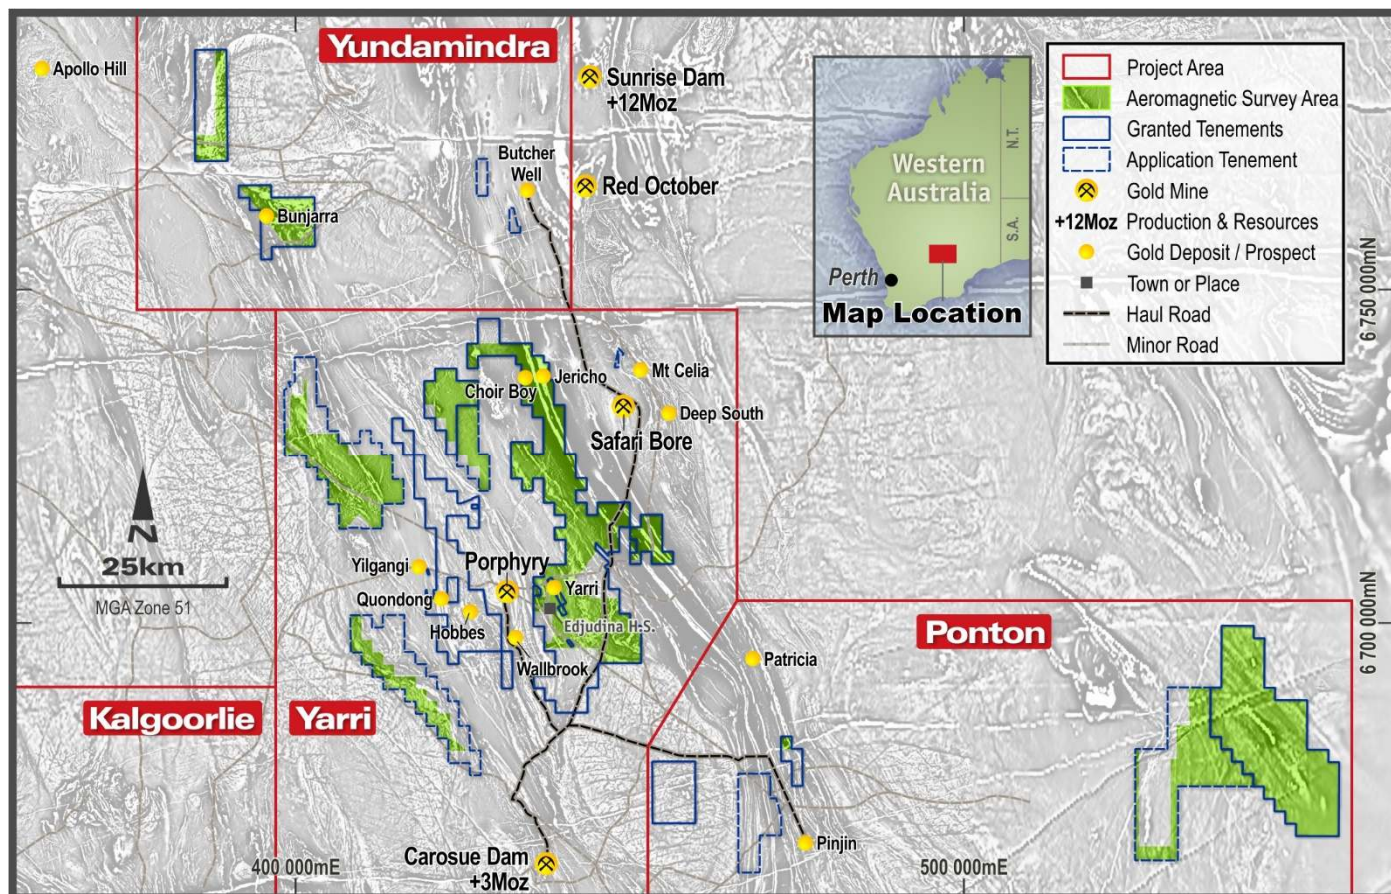 Yundamindra
Apollo Hill
Sunrise Dam
+12Moz
Butcher
Well
Red October
Bunjarra
Western
Australia
N.T.
S.A.
Perth
Map Location
Project Area
Aeromagnetic Survey Area
Granted Tenements
Application Tenement
Gold Mine
+12Moz Production & Resources
Gold Deposit / Prospect
Town or Place
Haul Road
Minor Road
6 750 000mN
Mt Celia
Choir Boy
Jericho
Deep South
Safari Bore
N
25km
MGA Zone 51
Yilgangi
Porphyry
Yarri
Quondong
Hobbes
Edjudina H.S.
Wallbrook
Ponton
6 700 000mN
Patricia
Kalgoorlie
Yarri
Pinjin
Carosue Dam
+3Moz
400 000mE
500 000mE